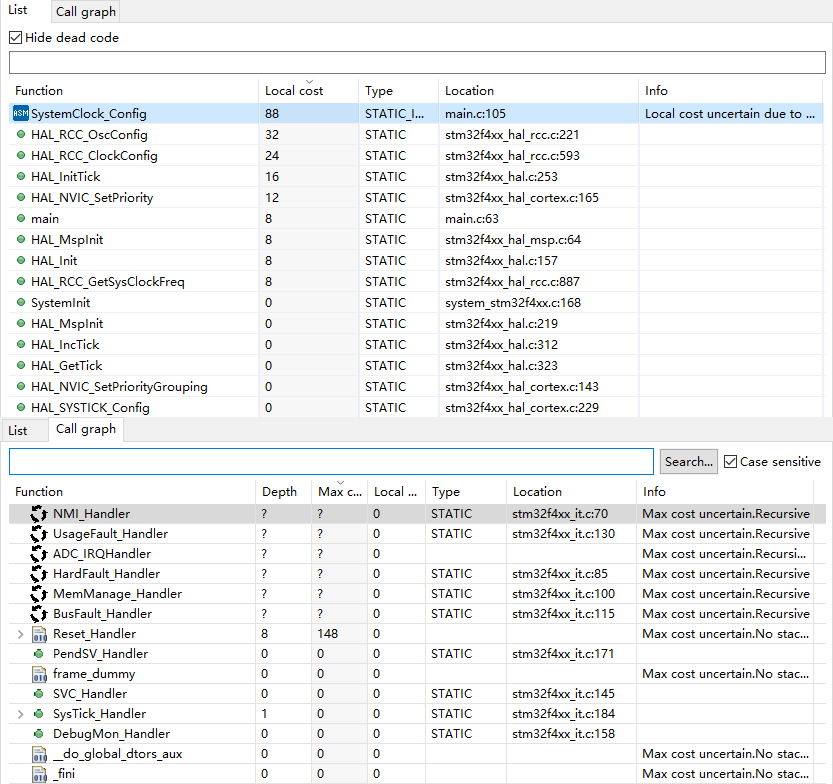 List Call graph
Hide dead code
Function Local cost Type Location Info
ASM SystemClock_Config 88 STATIC_I... main.c:105 Local cost uncertain due to ...
HAL_RCC_OscConfig 32 STATIC stm32f4xx_hal_rcc.c:221
HAL_RCC_ClockConfig 24 STATIC stm32f4xx_hal_rcc.c:593
HAL_InitTick 16 STATIC stm32f4xx_hal.c:253
HAL_NVIC_SetPriority 12 STATIC stm32f4xx_hal_cortex.c:165
main 8 STATIC main.c:63
HAL_MspInit 8 STATIC stm32f4xx_hal_msp.c:64
HAL_Init 8 STATIC stm32f4xx_hal.c:157
HAL_RCC_GetSysClockFreq 8 STATIC stm32f4xx_hal_rcc.c:887
SystemInit 0 STATIC system_stm32f4xx.c:168
HAL_MspInit 0 STATIC stm32f4xx_hal.c:219
HAL_IncTick 0 STATIC stm32f4xx_hal.c:312
HAL_GetTick 0 STATIC stm32f4xx_hal.c:323
HAL_NVIC_SetPriorityGrouping 0 STATIC stm32f4xx_hal_cortex.c:143
HAL_SYSTICK_Config 0 STATIC stm32f4xx_hal_cortex.c:229
List Call graph
Search... Case sensitive
Function Depth Max c... Local ... Type Location Info
NMI_Handler ? ? 0 STATIC stm32f4xx_it.c:70 Max cost uncertain.Recursive
UsageFault_Handler ? ? 0 STATIC stm32f4xx_it.c:130 Max cost uncertain.Recursive
ADC_IRQHandler ? ? 0 Max cost uncertain.Recursi...
HardFault_Handler ? ? 0 STATIC stm32f4xx_it.c:85 Max cost uncertain.Recursive
MemManage_Handler ? ? 0 STATIC stm32f4xx_it.c:100 Max cost uncertain.Recursive
BusFault_Handler ? ? 0 STATIC stm32f4xx_it.c:115 Max cost uncertain.Recursive
Reset_Handler 8 148 0 Max cost uncertain.No stac...
PendSV_Handler 0 0 0 STATIC stm32f4xx_it.c:171
frame_dummy 0 0 0 Max cost uncertain.No stac...
SVC_Handler 0 0 0 STATIC stm32f4xx_it.c:145
SysTick_Handler 1 0 0 STATIC stm32f4xx_it.c:184
DebugMon_Handler 0 0 0 STATIC stm32f4xx_it.c:158
__do_global_dtors_aux 0 0 0 Max cost uncertain.No stac...
_fini 0 0 0 Max cost uncertain.No stac...